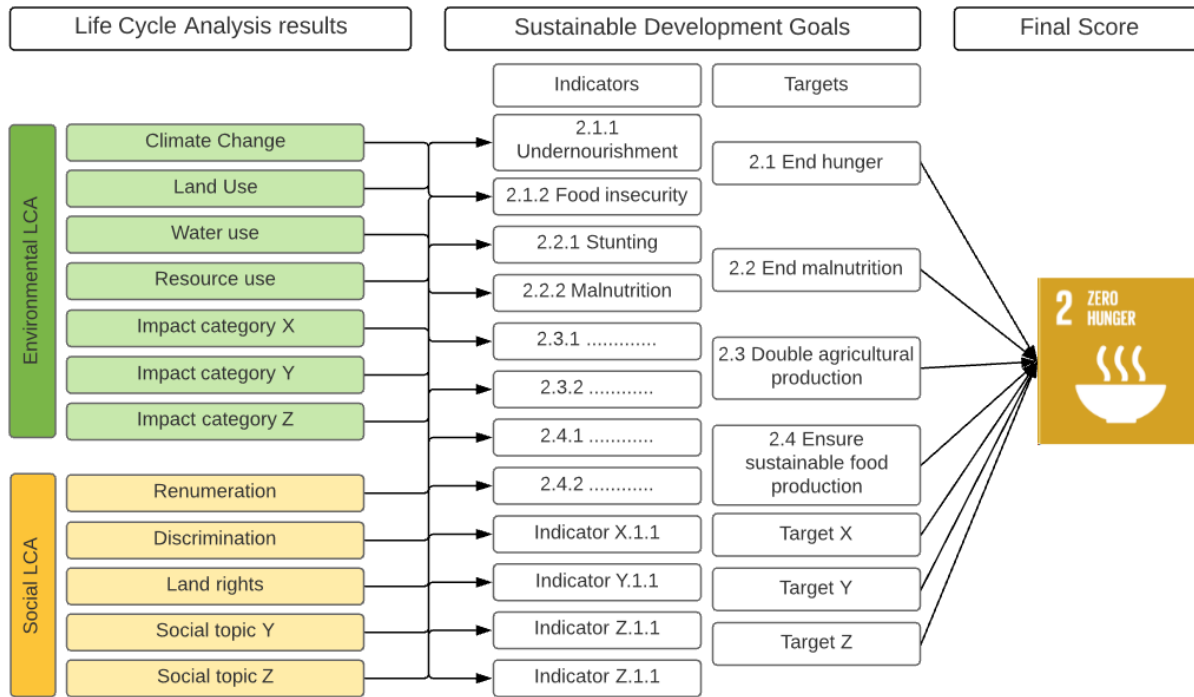 Life Cycle Analysis results
Sustainable Development Goals
Final Score
Indicators
Targets
Environmental LCA
Climate Change
Land Use
Water use
Resource use
Impact category X
Impact category Y
Impact category Z
Social LCA
Renumeration
Discrimination
Land rights
Social topic Y
Social topic Z
2.1.1
Undernourishment
2.1.2 Food insecurity
2.2.1 Stunting
2.2.2 Malnutrition
2.3.1 .............
2.3.2 ............
2.4.1 ............
2.4.2 ............
Indicator X.1.1
Indicator Y.1.1
Indicator Z.1.1
Indicator Z.1.1
2.1 End hunger
2.2 End malnutrition
2.3 Double agricultural
production
2.4 Ensure
sustainable food
production
Target X
Target Y
Target Z
2 ZERO
HUNGER